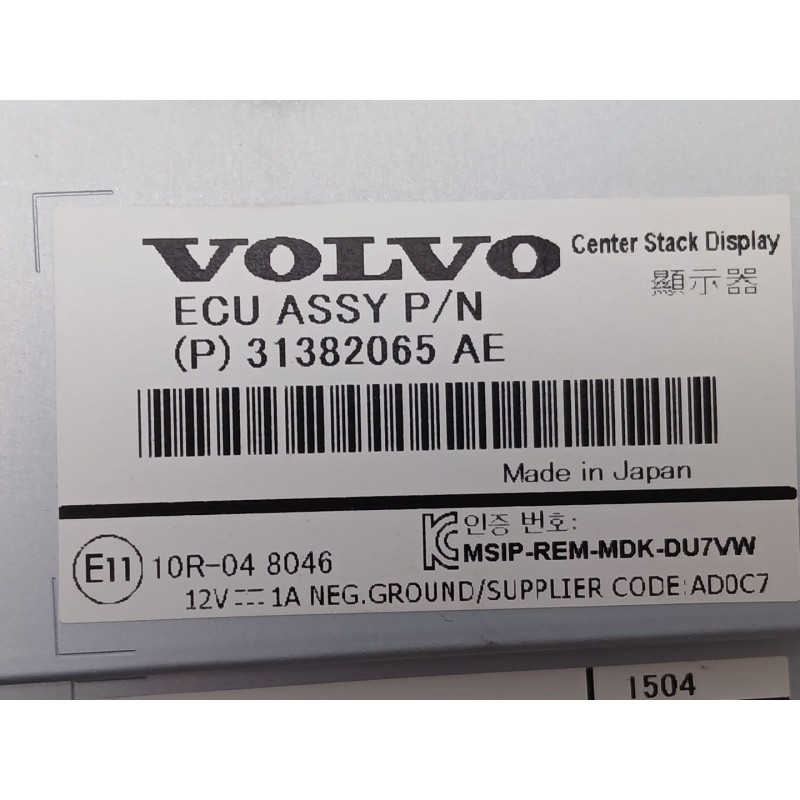 VOLVO
Center Stack Display
顯示器
ECU ASSY P/N
(P) 31382065 AE
Made in Japan
E11 10R-04 8046
인증 번호:
MSIP-REM-MDK-DU7VW
12V⎓1A NEG.GROUND/SUPPLIER CODE:AD0C7
1504